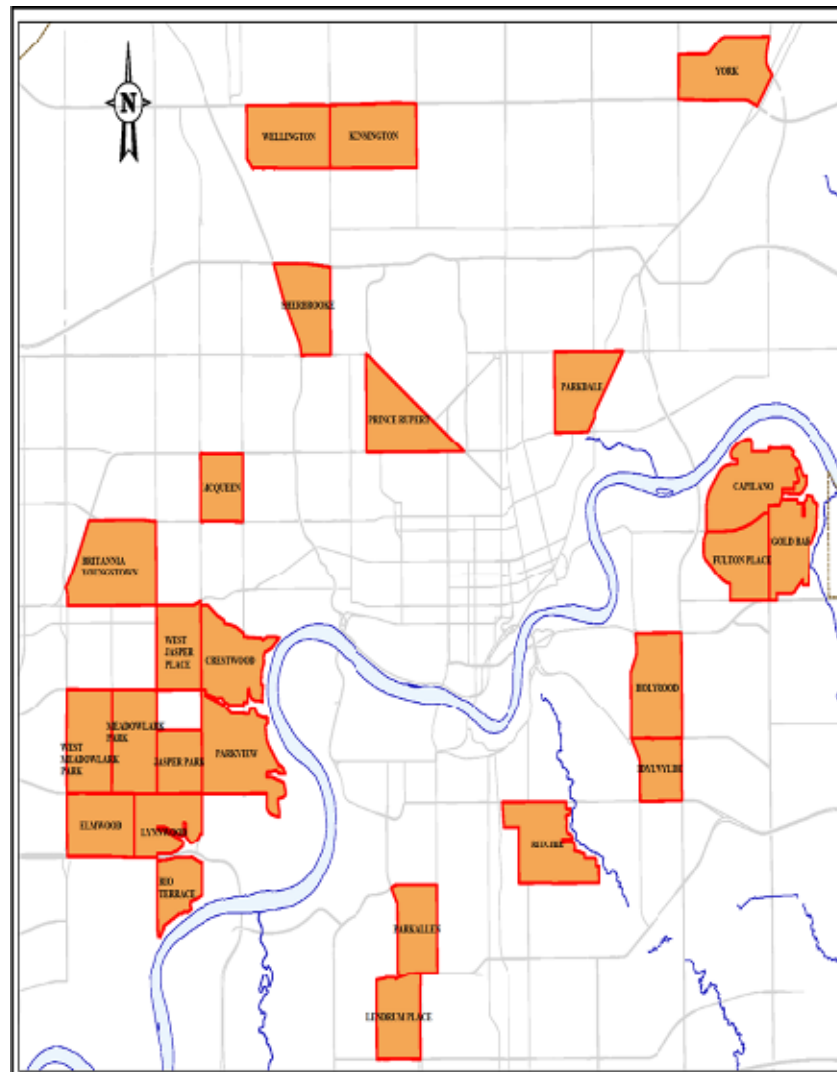 YORK
N
WELLINGTON
KINSINGTON
SHERBROOKE
PARKDALE
PRINCE RUPERT
CAPILANO
MCQUEEN
GOLD BAR
FULTON PLACE
BRITANNIA
YOUNGSTOWN
WEST
JASPER
PLACE
CRESTWOOD
HOLYROOD
MEADOWLARK
PARK
WEST
MEADOWLARK
PARK
JASPER PARK
PARKVIEW
IDYLWYLDE
ELMWOOD
LYNNWOOD
RIO
TERRACE
PARKALLEN
LENDRUM PLACE